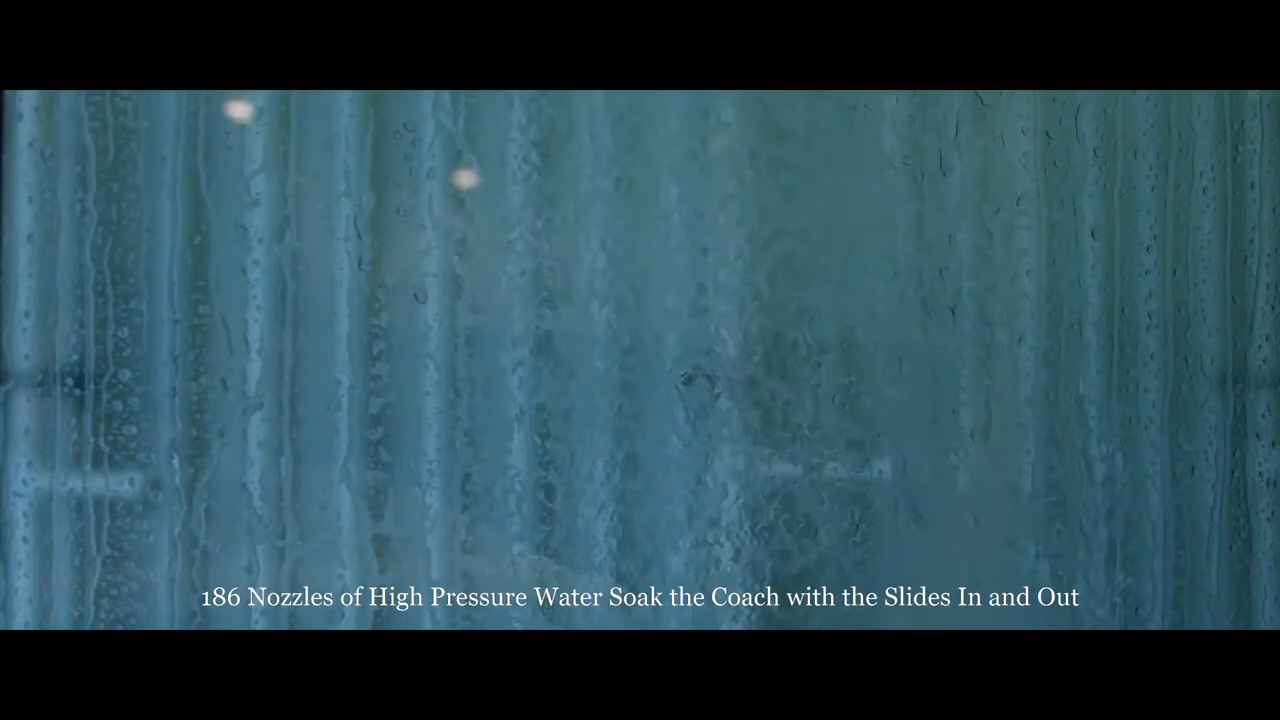 186 Nozzles of High Pressure Water Soak the Coach with the Slides In and Out